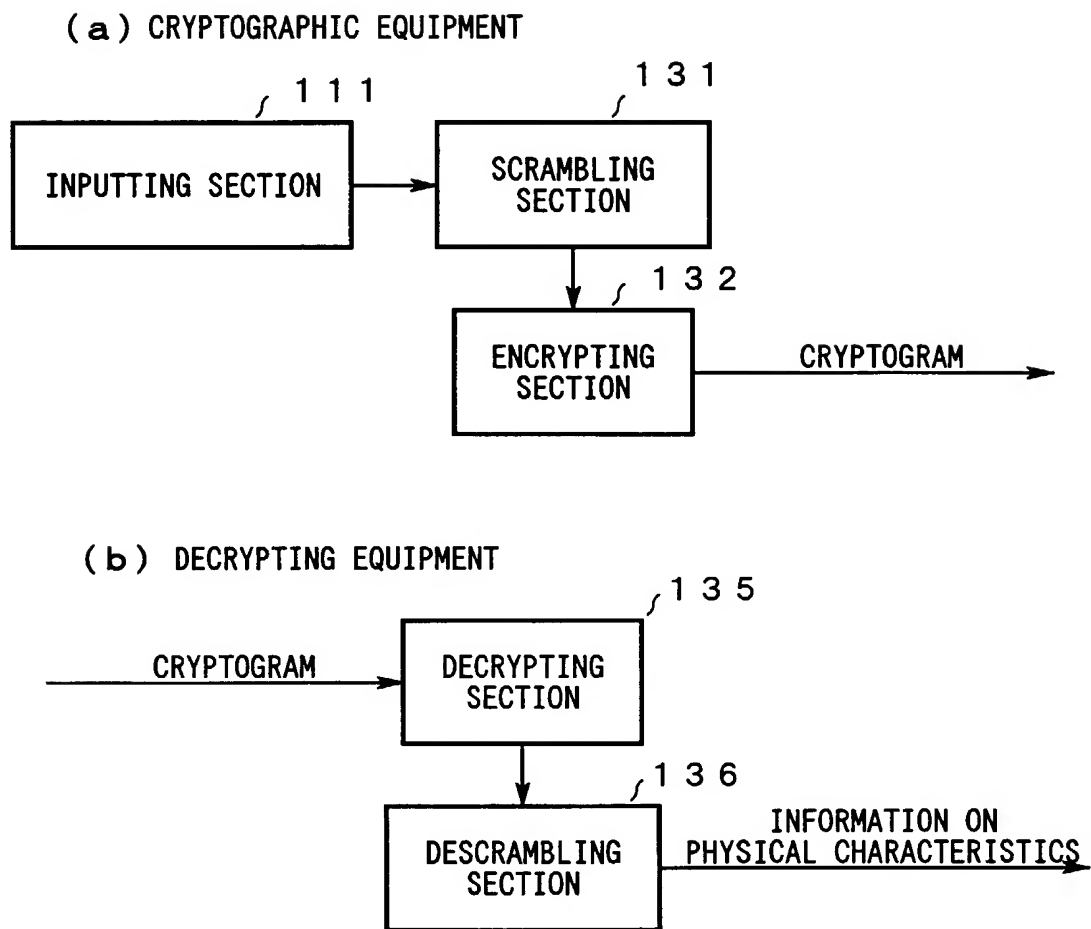 (a) CRYPTOGRAPHIC EQUIPMENT
111
INPUTTING SECTION
131
SCRAMBLING
SECTION
132
ENCRYPTING
SECTION
CRYPTOGRAM
(b) DECRYPTING EQUIPMENT
135
CRYPTOGRAM
DECRYPTING
SECTION
136
DESCRAMBLING
SECTION
INFORMATION ON
PHYSICAL CHARACTERISTICS